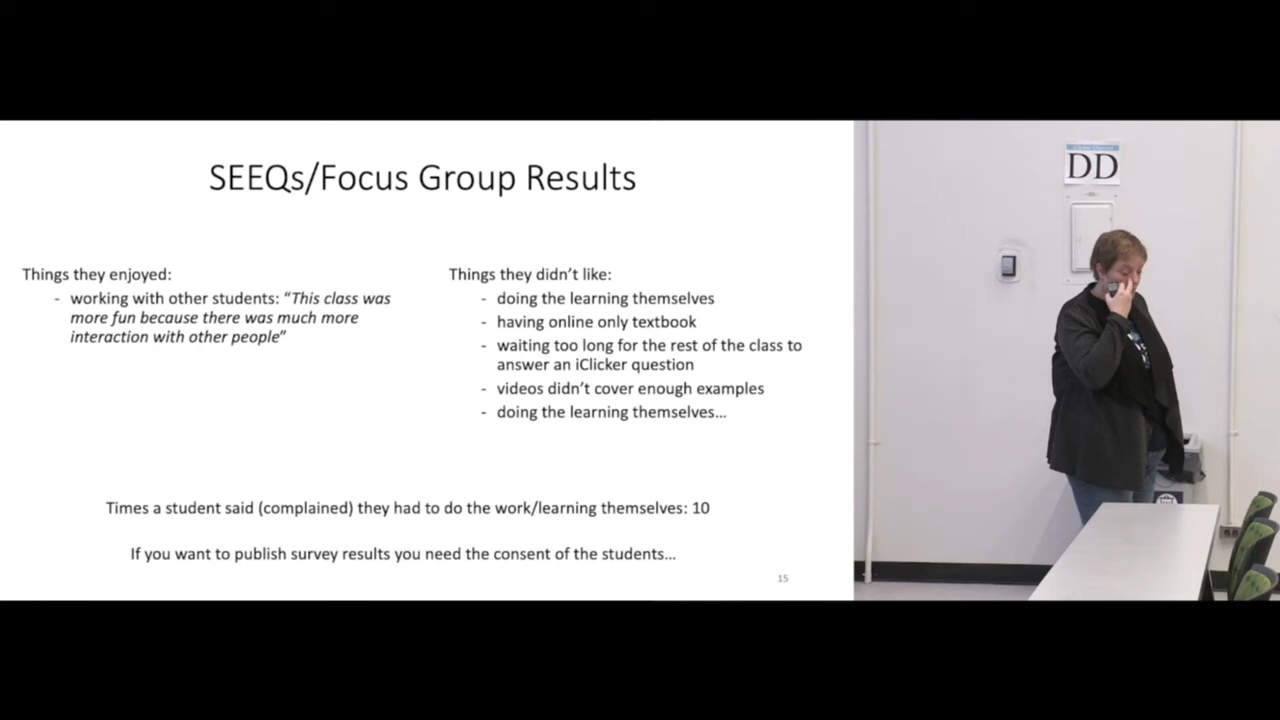 SEEQs/Focus Group Results
Things they enjoyed:
- working with other students: “This class was
more fun because there was much more
interaction with other people”
Things they didn’t like:
- doing the learning themselves
- having online only textbook
- waiting too long for the rest of the class to
answer an iClicker question
- videos didn’t cover enough examples
- doing the learning themselves…
Times a student said (complained) they had to do the work/learning themselves: 10
If you want to publish survey results you need the consent of the students…
15
DD